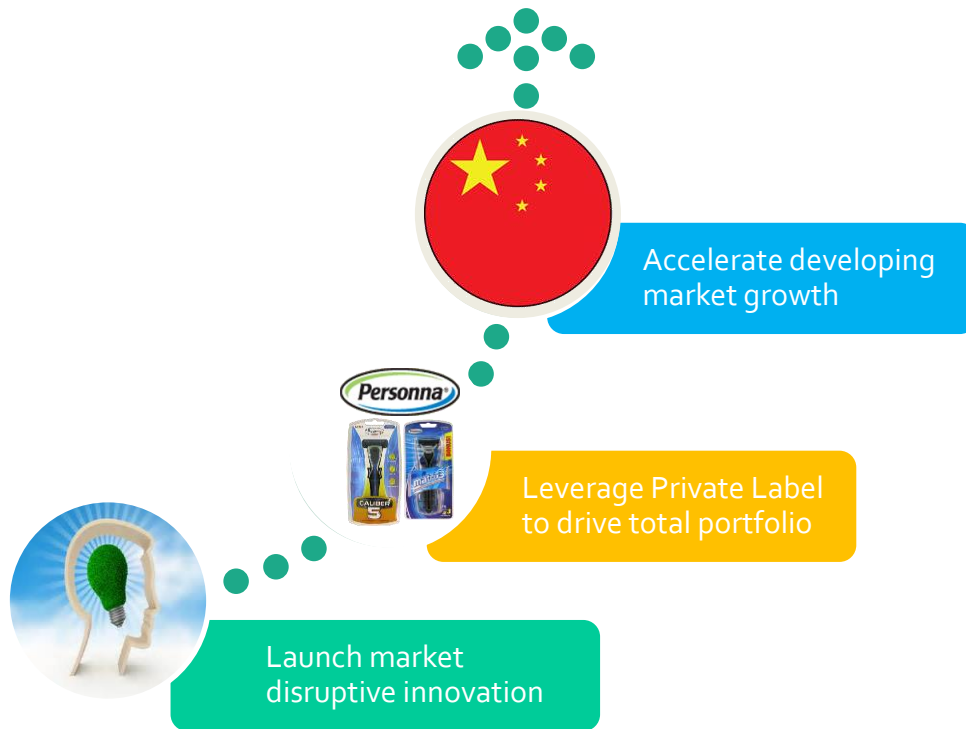 Accelerate developing
market growth
Personna®
CALIBER
5
Leverage Private Label
to drive total portfolio
Launch market
disruptive innovation